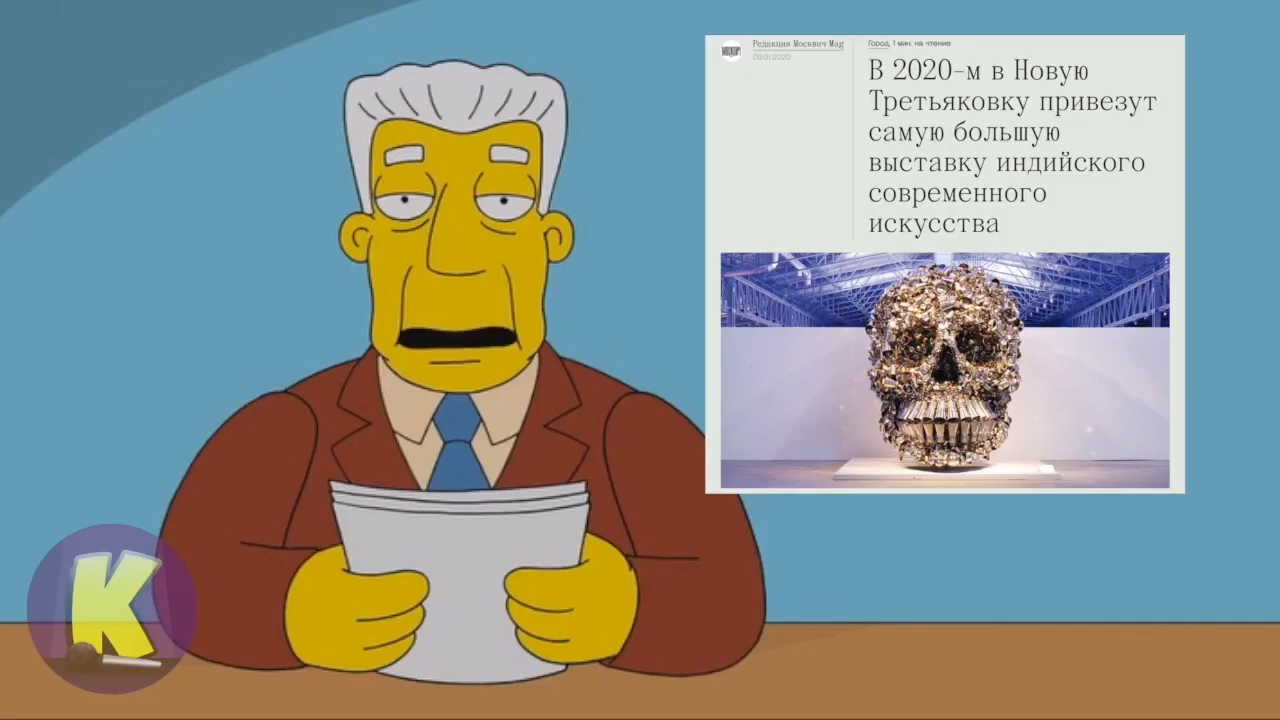 Редакция Москвич Mag
09.01.2020
Город, 1 мин. на чтение
В 2020-м в Новую
Третьяковку привезут
самую большую
выставку индийского
современного
искусства
K